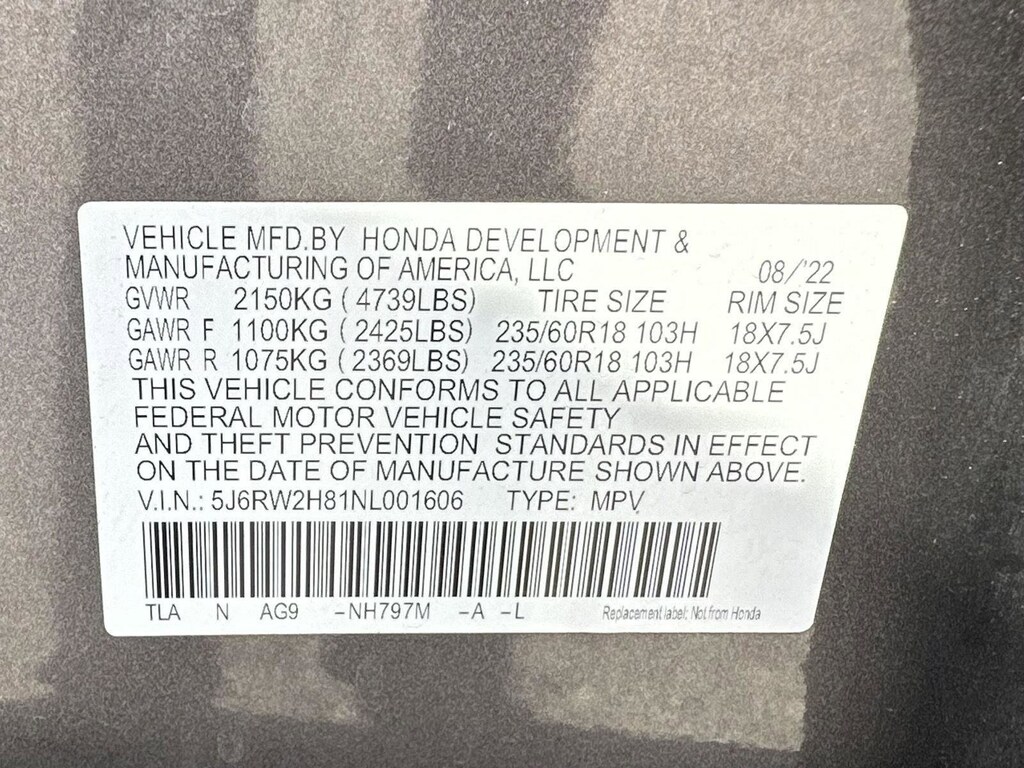 VEHICLE MFD.BY HONDA DEVELOPMENT &
MANUFACTURING OF AMERICA, LLC 08/'22
GVWR 2150KG ( 4739LBS) TIRE SIZE RIM SIZE
GAWR F 1100KG ( 2425LBS) 235/60R18 103H 18X7.5J
GAWR R 1075KG ( 2369LBS) 235/60R18 103H 18X7.5J
THIS VEHICLE CONFORMS TO ALL APPLICABLE
FEDERAL MOTOR VEHICLE SAFETY
AND THEFT PREVENTION STANDARDS IN EFFECT
ON THE DATE OF MANUFACTURE SHOWN ABOVE.
V.I.N.: 5J6RW2H81NL001606 TYPE: MPV
TLA N AG9 -NH797M -A -L Replacement label; Not from Honda